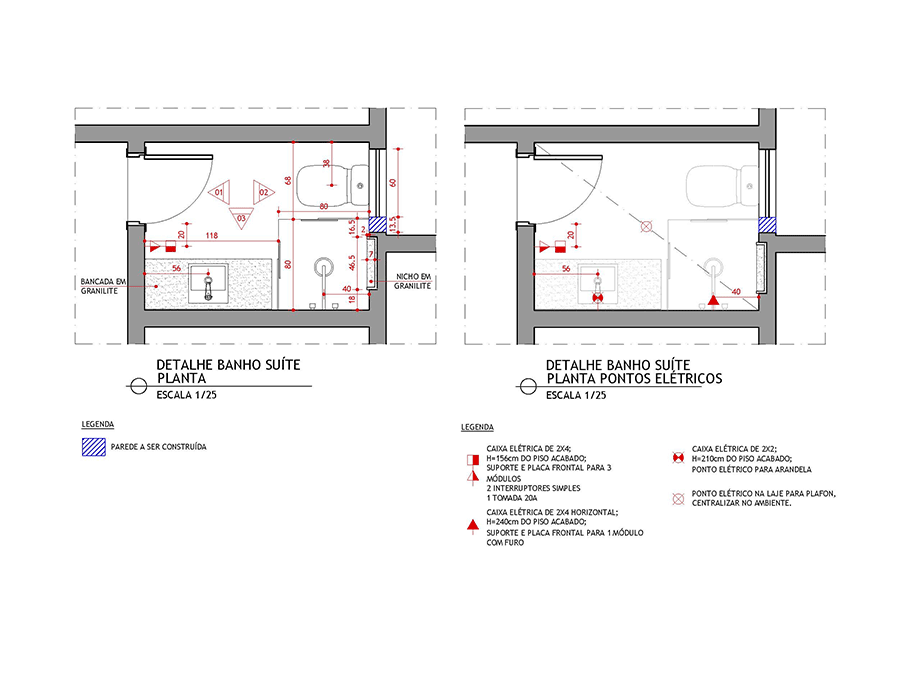 38
68
60
01
02
03
80
16.5
13.5
2
20
118
56
80
46.5
7
40
18
BANCADA EM
GRANILITE
NICHO EM
GRANILITE
20
56
40
DETALHE BANHO SUÍTE
PLANTA
ESCALA 1/25
DETALHE BANHO SUÍTE
PLANTA PONTOS ELÉTRICOS
ESCALA 1/25
LEGENDA
PAREDE A SER CONSTRUÍDA
LEGENDA
CAIXA ELÉTRICA DE 2X4;
H=156cm DO PISO ACABADO;
SUPORTE E PLACA FRONTAL PARA 3
MÓDULOS
2 INTERRUPTORES SIMPLES
1 TOMADA 20A
CAIXA ELÉTRICA DE 2X4 HORIZONTAL;
H=240cm DO PISO ACABADO;
SUPORTE E PLACA FRONTAL PARA 1.MÓDULO
COM FURO
CAIXA ELÉTRICA DE 2X2;
H=210cm DO PISO ACABADO;
PONTO ELÉTRICO PARA ARANDELA
PONTO ELÉTRICO NA LAJE PARA PLAFON,
CENTRALIZAR NO AMBIENTE.